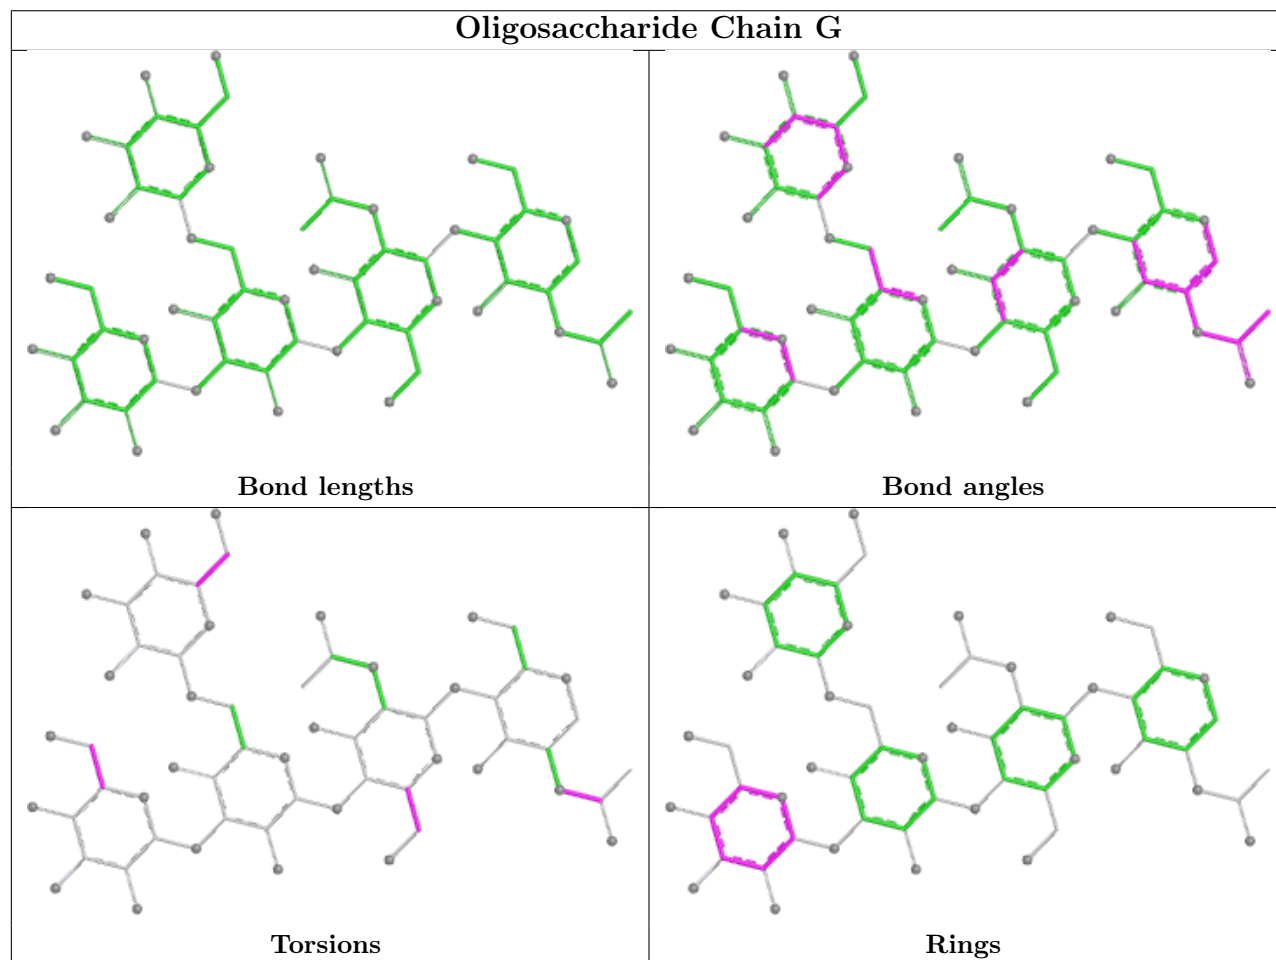 Oligosaccharide Chain G
Bond lengths
Bond angles
Torsions
Rings